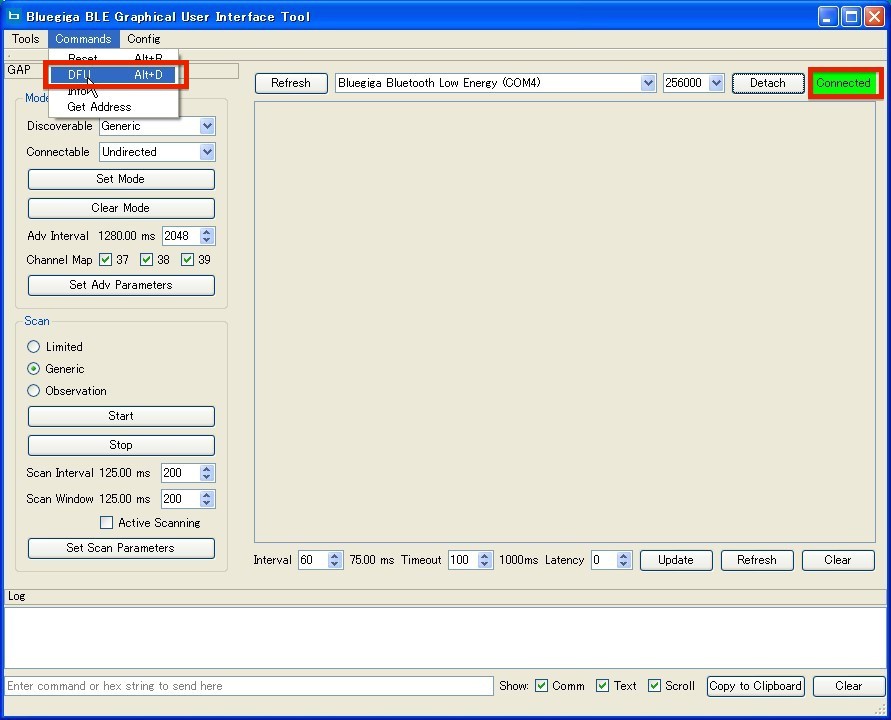 Bluegiga BLE Graphical User Interface Tool
Tools Commands Config
Reset Alt+R
DFU Alt+D
Info
Get Address
GAP
Refresh Bluegiga Bluetooth Low Energy (COM4) 256000 Detach Connected
Discoverable Generic
Connectable Undirected
Set Mode
Clear Mode
Adv Interval 1280.00 ms 2048
Channel Map 37 38 39
Set Adv Parameters
Scan
Limited
Generic
Observation
Start
Stop
Scan Interval 125.00 ms 200
Scan Window 125.00 ms 200
Active Scanning
Set Scan Parameters
Interval 60 75.00 ms Timeout 100 1000ms Latency 0 Update Refresh Clear
Log
Enter command or hex string to send here Show: Comm Text Scroll Copy to Clipboard Clear